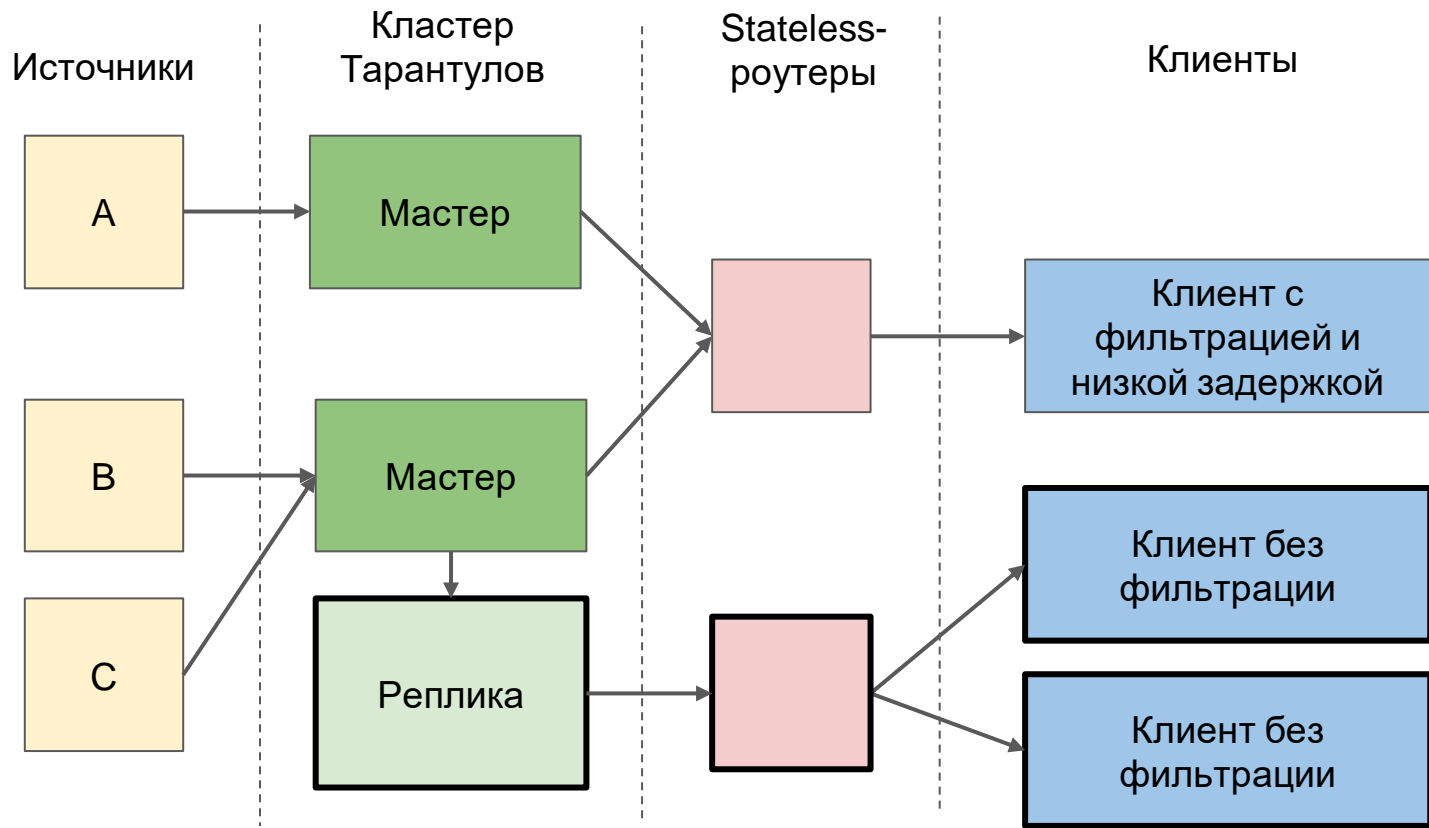 Источники
Кластер
Тарантулов
Stateless-
роутеры
Клиенты
A
Мастер
Клиент с
фильтрацией и
низкой задержкой
B
Мастер
Клиент без
фильтрации
C
Реплика
Клиент без
фильтрации